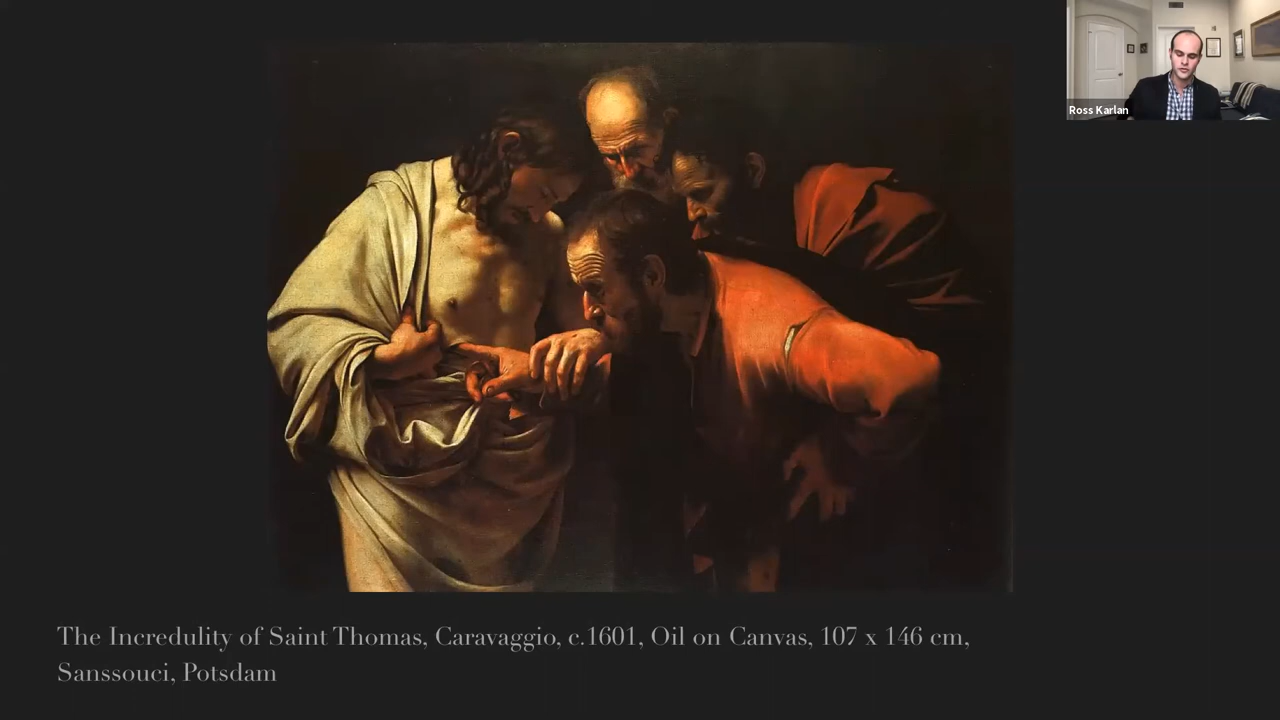 Ross Karlan
The Incredulity of Saint Thomas, Caravaggio, c.1601, Oil on Canvas, 107 x 146 cm,
Sanssouci, Potsdam